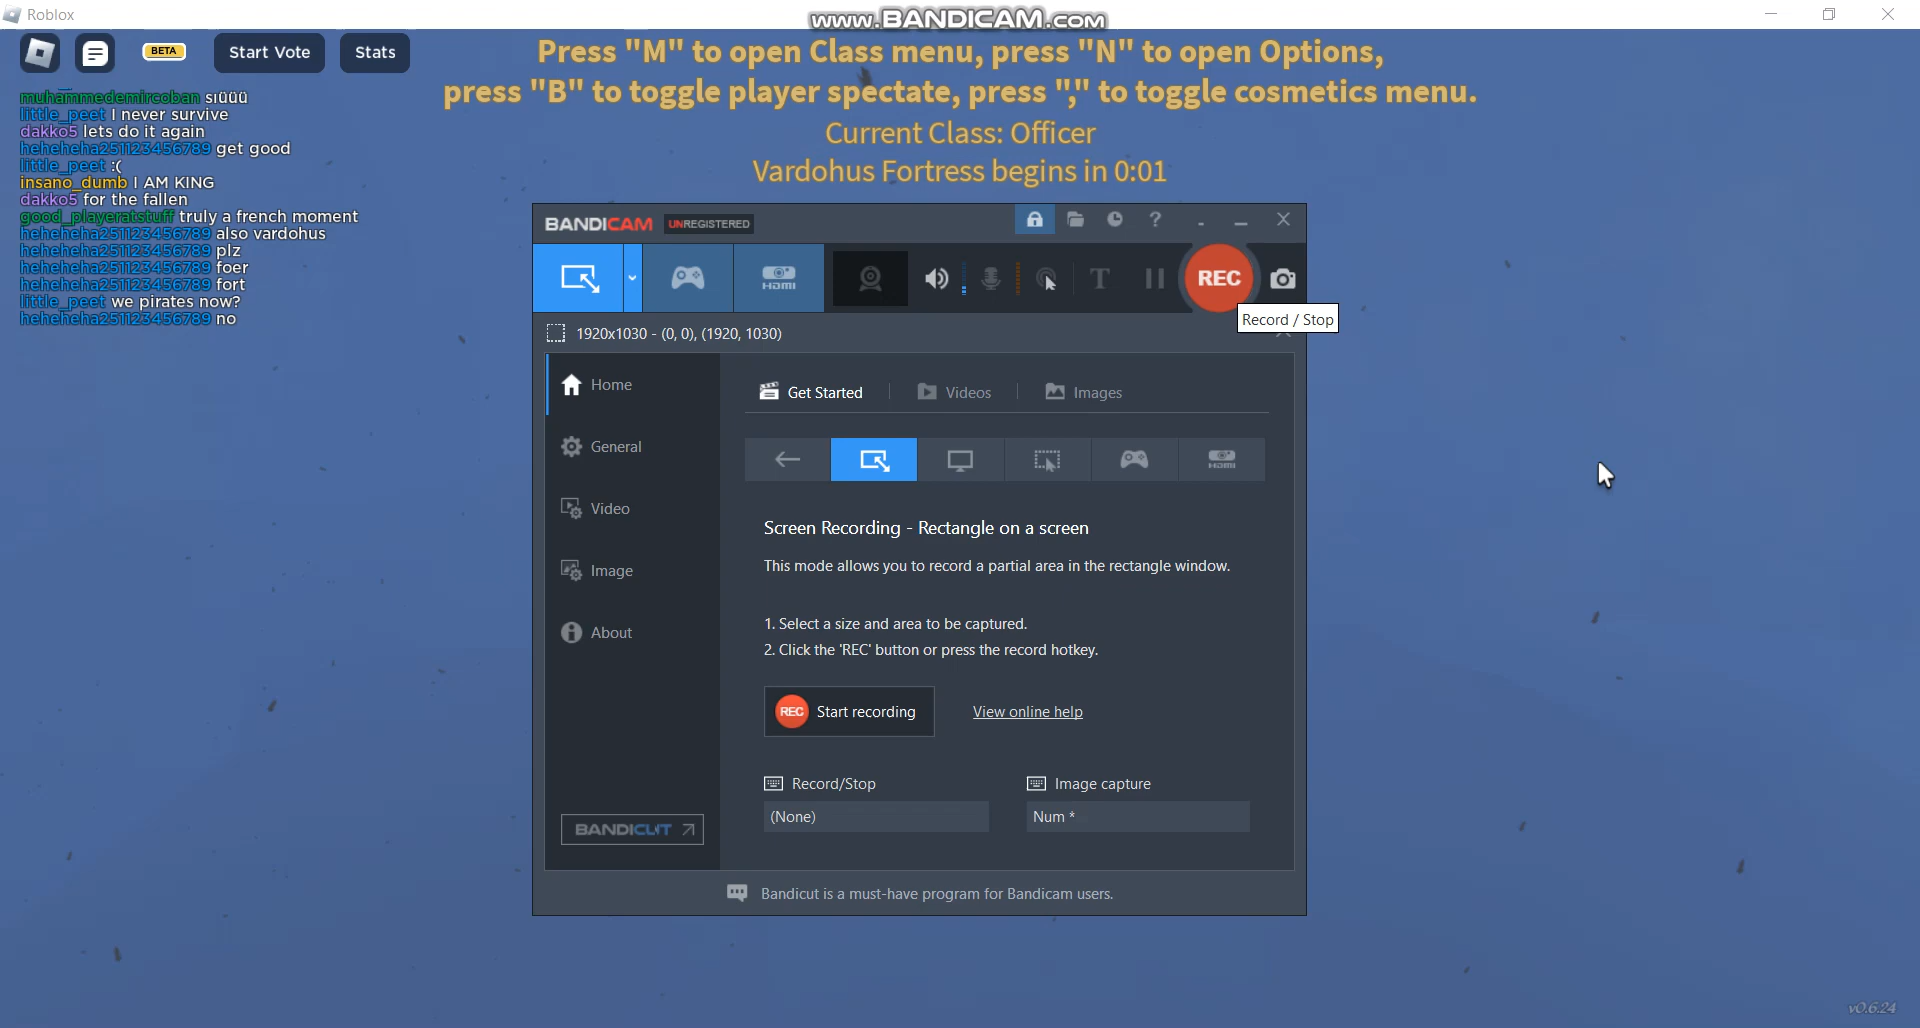 Roblox
www.BANDICAM.com
BETA
Start Vote
Stats
Press "M" to open Class menu, press "N" to open Options,
press "B" to toggle player spectate, press "," to toggle cosmetics menu.
Current Class: Officer
Vardohus Fortress begins in 0:01
muhammedemircoban sıüüü
little_peet I never survive
dakko5 lets do it again
heheheha251123456789 get good
little_peet :(
insano_dumb I AM KING
dakko5 for the fallen
good_playeratstuff truly a french moment
heheheha251123456789 also vardohus
heheheha251123456789 plz
heheheha251123456789 foer
heheheha251123456789 fort
little_peet we pirates now?
heheheha251123456789 no
BANDICAM UNREGISTERED
HDMI
T
REC
Record / Stop
1920x1030 - (0, 0), (1920, 1030)
Home
General
Video
Image
About
BANDICUT
Get Started
Videos
Images
HDMI
Screen Recording - Rectangle on a screen
This mode allows you to record a partial area in the rectangle window.
1. Select a size and area to be captured.
2. Click the 'REC' button or press the record hotkey.
REC Start recording
View online help
Record/Stop
Image capture
(None)
Num *
Bandicut is a must-have program for Bandicam users.
v0.6.24